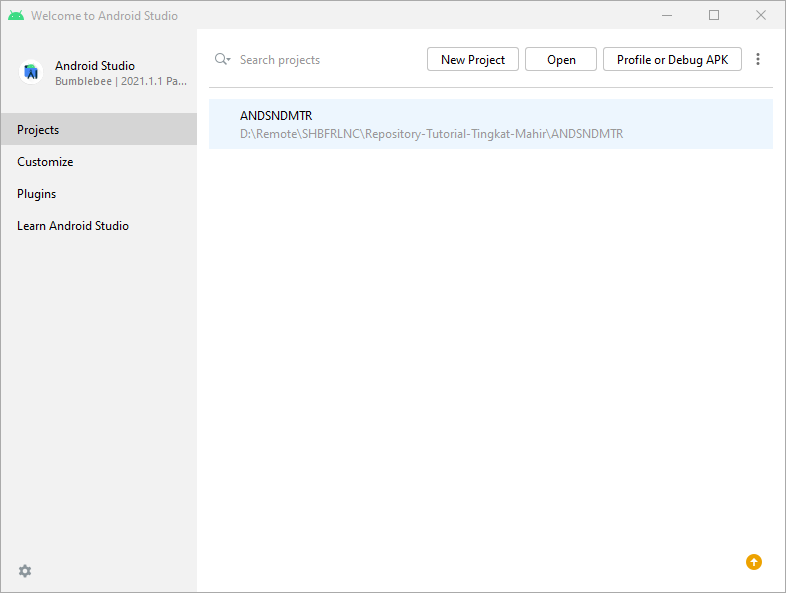 Welcome to Android Studio
Android Studio
Bumblebee | 2021.1.1 Pa...
Projects
Customize
Plugins
Learn Android Studio
Search projects
New Project
Open
Profile or Debug APK
ANDSNDMTR
D:\Remote\SHBFRLNC\Repository-Tutorial-Tingkat-Mahir\ANDSNDMTR